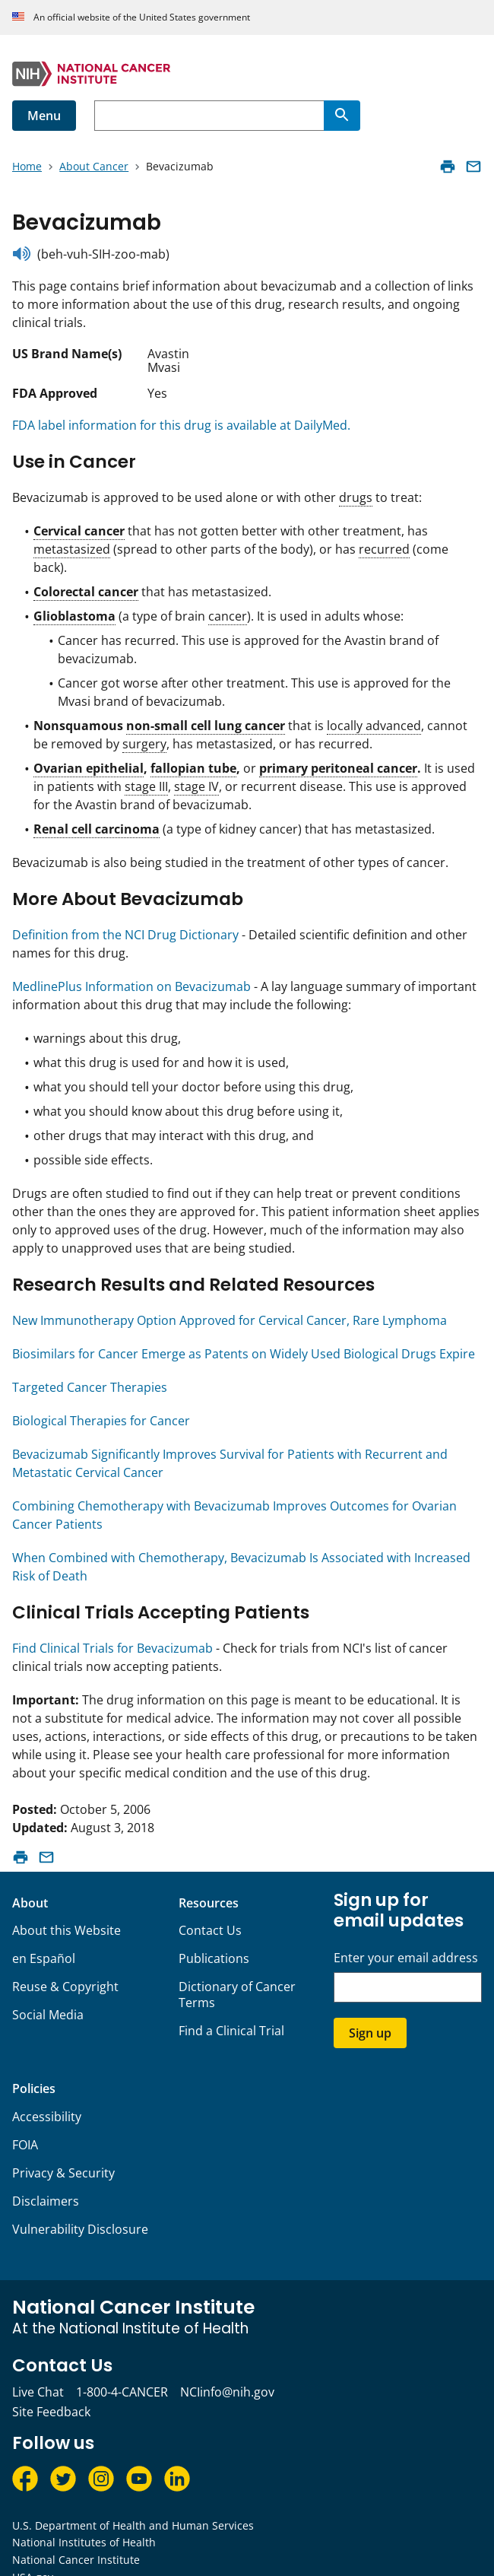 An official website of the United States government
NIH NATIONAL CANCER
INSTITUTE
Menu
Home > About Cancer > Bevacizumab
Bevacizumab
(beh-vuh-SIH-zoo-mab)
This page contains brief information about bevacizumab and a collection of links
to more information about the use of this drug, research results, and ongoing
clinical trials.
US Brand Name(s) Avastin
Mvasi
FDA Approved Yes
FDA label information for this drug is available at DailyMed.
Use in Cancer
Bevacizumab is approved to be used alone or with other drugs to treat:
• Cervical cancer that has not gotten better with other treatment, has
metastasized (spread to other parts of the body), or has recurred (come
back).
• Colorectal cancer that has metastasized.
• Glioblastoma (a type of brain cancer). It is used in adults whose:
• Cancer has recurred. This use is approved for the Avastin brand of
bevacizumab.
• Cancer got worse after other treatment. This use is approved for the
Mvasi brand of bevacizumab.
• Nonsquamous non-small cell lung cancer that is locally advanced, cannot
be removed by surgery, has metastasized, or has recurred.
• Ovarian epithelial, fallopian tube, or primary peritoneal cancer. It is used
in patients with stage III, stage IV, or recurrent disease. This use is approved
for the Avastin brand of bevacizumab.
• Renal cell carcinoma (a type of kidney cancer) that has metastasized.
Bevacizumab is also being studied in the treatment of other types of cancer.
More About Bevacizumab
Definition from the NCI Drug Dictionary - Detailed scientific definition and other
names for this drug.
MedlinePlus Information on Bevacizumab - A lay language summary of important
information about this drug that may include the following:
• warnings about this drug,
• what this drug is used for and how it is used,
• what you should tell your doctor before using this drug,
• what you should know about this drug before using it,
• other drugs that may interact with this drug, and
• possible side effects.
Drugs are often studied to find out if they can help treat or prevent conditions
other than the ones they are approved for. This patient information sheet applies
only to approved uses of the drug. However, much of the information may also
apply to unapproved uses that are being studied.
Research Results and Related Resources
New Immunotherapy Option Approved for Cervical Cancer, Rare Lymphoma
Biosimilars for Cancer Emerge as Patents on Widely Used Biological Drugs Expire
Targeted Cancer Therapies
Biological Therapies for Cancer
Bevacizumab Significantly Improves Survival for Patients with Recurrent and
Metastatic Cervical Cancer
Combining Chemotherapy with Bevacizumab Improves Outcomes for Ovarian
Cancer Patients
When Combined with Chemotherapy, Bevacizumab Is Associated with Increased
Risk of Death
Clinical Trials Accepting Patients
Find Clinical Trials for Bevacizumab - Check for trials from NCI's list of cancer
clinical trials now accepting patients.
Important: The drug information on this page is meant to be educational. It is
not a substitute for medical advice. The information may not cover all possible
uses, actions, interactions, or side effects of this drug, or precautions to be taken
while using it. Please see your health care professional for more information
about your specific medical condition and the use of this drug.
Posted: October 5, 2006
Updated: August 3, 2018
About
About this Website
en Español
Reuse & Copyright
Social Media
Resources
Contact Us
Publications
Dictionary of Cancer
Terms
Find a Clinical Trial
Sign up for
email updates
Enter your email address
Sign up
Policies
Accessibility
FOIA
Privacy & Security
Disclaimers
Vulnerability Disclosure
National Cancer Institute
At the National Institute of Health
Contact Us
Live Chat 1-800-4-CANCER NCIinfo@nih.gov
Site Feedback
Follow us
U.S. Department of Health and Human Services
National Institutes of Health
National Cancer Institute